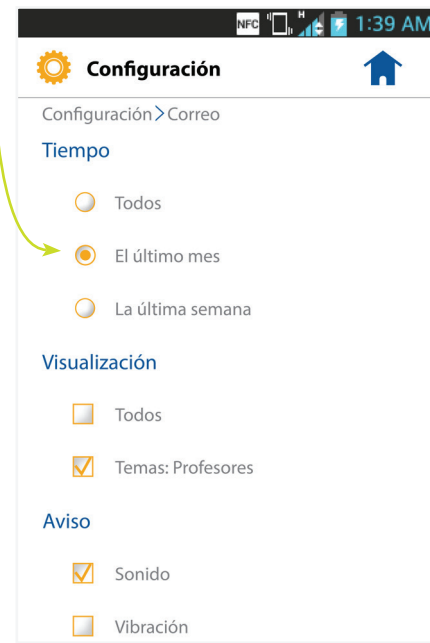 NFC H 1:39 AM
Configuración
Configuración>Correo
Tiempo
Todos
El último mes
La última semana
Visualización
Todos
Temas: Profesores
Aviso
Sonido
Vibración